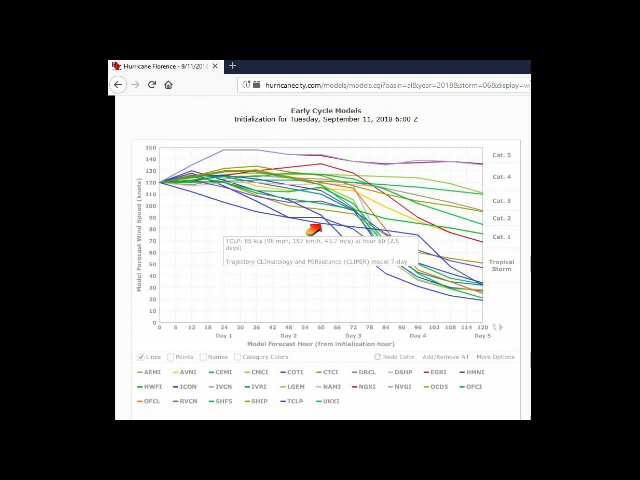 Hurricane Florence - 9/11/2018
hurricanecity.com/models/models.cgi?basin=al&year=2018&storm=06&display=
Early Cycle Models
Initialization for Tuesday, September 11, 2018 6:00 Z
150
140
130
120
110
100
90
80
70
60
50
40
30
20
10
0
Model Forecast Wind Speed (knots)
Cat. 5
Cat. 4
Cat. 3
Cat. 2
Cat. 1
Tropical
Storm
TCLP: 85 kts (98 mph, 157 km/h, 43.7 m/s) at hour 60 (2.5
days)
Trajectory CLImatology and PERsistance (CLIPER) model 7-day
0 6 12 18 24 30 36 42 48 54 60 66 72 78 84 90 96 102 108 114 120
Day 1 Day 2 Day 3 Day 4 Day 5
Model Forecast Hour (from initialization hour)
Lines Points Names Category Colors Redo Color Add/Remove All More Options
AEMI AVNI CEMI CMCI COTI CTCI DRCL DSHP EGRI HMNI
HWFI ICON IVCN IVRI LGEM NAMI NGXI NVGI OCD5 OFCI
OFCL RVCN SHF5 SHIP TCLP UKXI